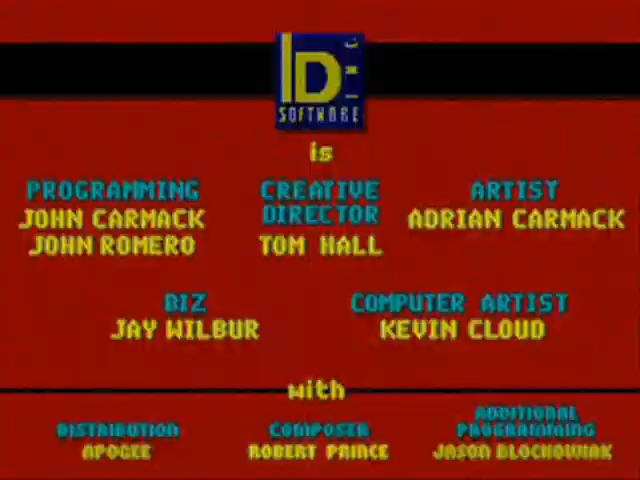 ID
SOFTWARE
is
PROGRAMMING
JOHN CARMACK
JOHN ROMERO
CREATIVE
DIRECTOR
TOM HALL
ARTIST
ADRIAN CARMACK
BIZ
JAY WILBUR
COMPUTER ARTIST
KEVIN CLOUD
with
DISTRIBUTION
APOGEE
COMPOSER
ROBERT PRINCE
ADDITIONAL
PROGRAMMING
JASON BLOCHOWIAK